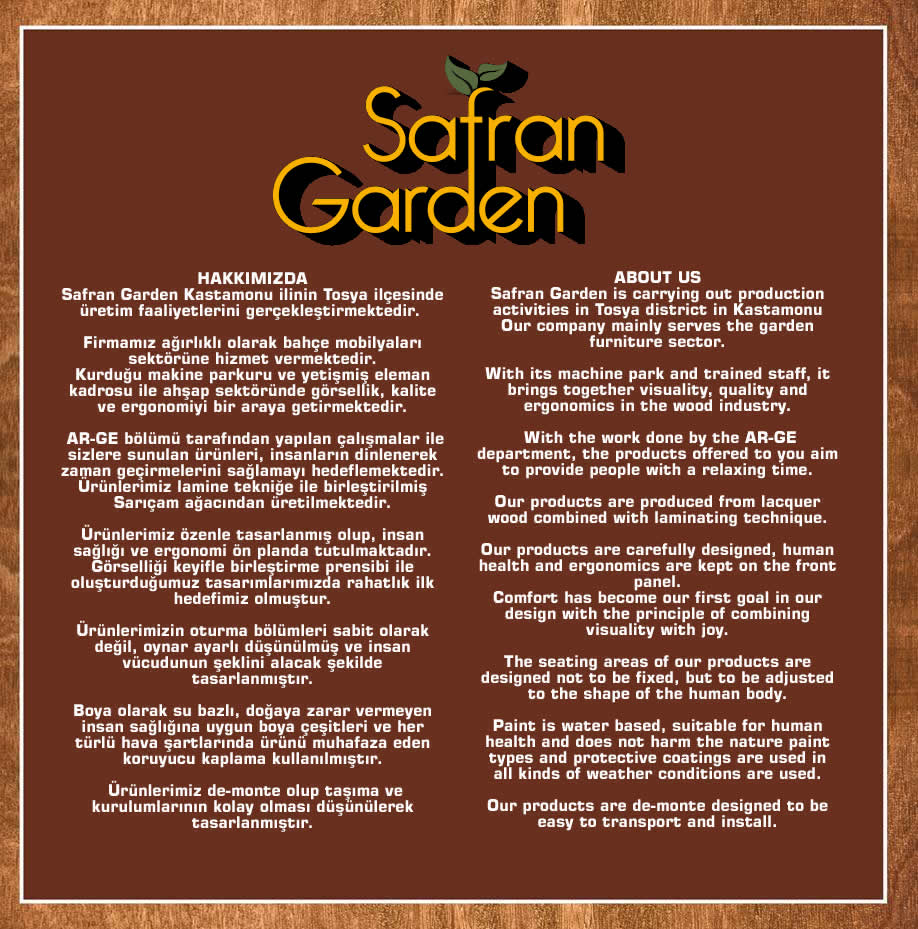 Safran
Garden
HAKKIMIZDA
Safran Garden Kastamonu ilinin Tosya ilçesinde
üretim faaliyetlerini gerçekleştirmektedir.
Firmamız ağırlıklı olarak bahçe mobilyaları
sektörüne hizmet vermektedir.
Kurduğu makine parkuru ve yetişmiş eleman
kadrosu ile ahşap sektöründe görsellik, kalite
ve ergonomiyi bir araya getirmektedir.
AR-GE bölümü tarafından yapılan çalışmalar ile
sizlere sunulan ürünleri, insanların dinlenerek
zaman geçirmelerini sağlamayı hedeflemektedir.
Ürünlerimiz lamine tekniğe ile birleştirilmiş
Sarıçam ağacından üretilmektedir.
Ürünlerimiz özenle tasarlanmış olup, insan
sağlığı ve ergonomi ön planda tutulmaktadır.
Görselliği keyifle birleştirme prensibi ile
oluşturduğumuz tasarımlarımızda rahatlık ilk
hedefimiz olmuştur.
Ürünlerimizin oturma bölümleri sabit olarak
değil, oynar ayarlı düşünülmüş ve insan
vücudunun şeklini alacak şekilde
tasarlanmıştır.
Boya olarak su bazlı, doğaya zarar vermeyen
insan sağlığına uygun boya çeşitleri ve her
türlü hava şartlarında ürünü muhafaza eden
koruyucu kaplama kullanılmıştır.
Ürünlerimiz de-monte olup taşıma ve
kurulumlarının kolay olması düşünülerek
tasarlanmıştır.
ABOUT US
Safran Garden is carrying out production
activities in Tosya district in Kastamonu
Our company mainly serves the garden
furniture sector.
With its machine park and trained staff, it
brings together visuality, quality and
ergonomics in the wood industry.
With the work done by the AR-GE
department, the products offered to you aim
to provide people with a relaxing time.
Our products are produced from lacquer
wood combined with laminating technique.
Our products are carefully designed, human
health and ergonomics are kept on the front
panel.
Comfort has become our first goal in our
design with the principle of combining
visuality with joy.
The seating areas of our products are
designed not to be fixed, but to be adjusted
to the shape of the human body.
Paint is water based, suitable for human
health and does not harm the nature paint
types and protective coatings are used in
all kinds of weather conditions are used.
Our products are de-monte designed to be
easy to transport and install.